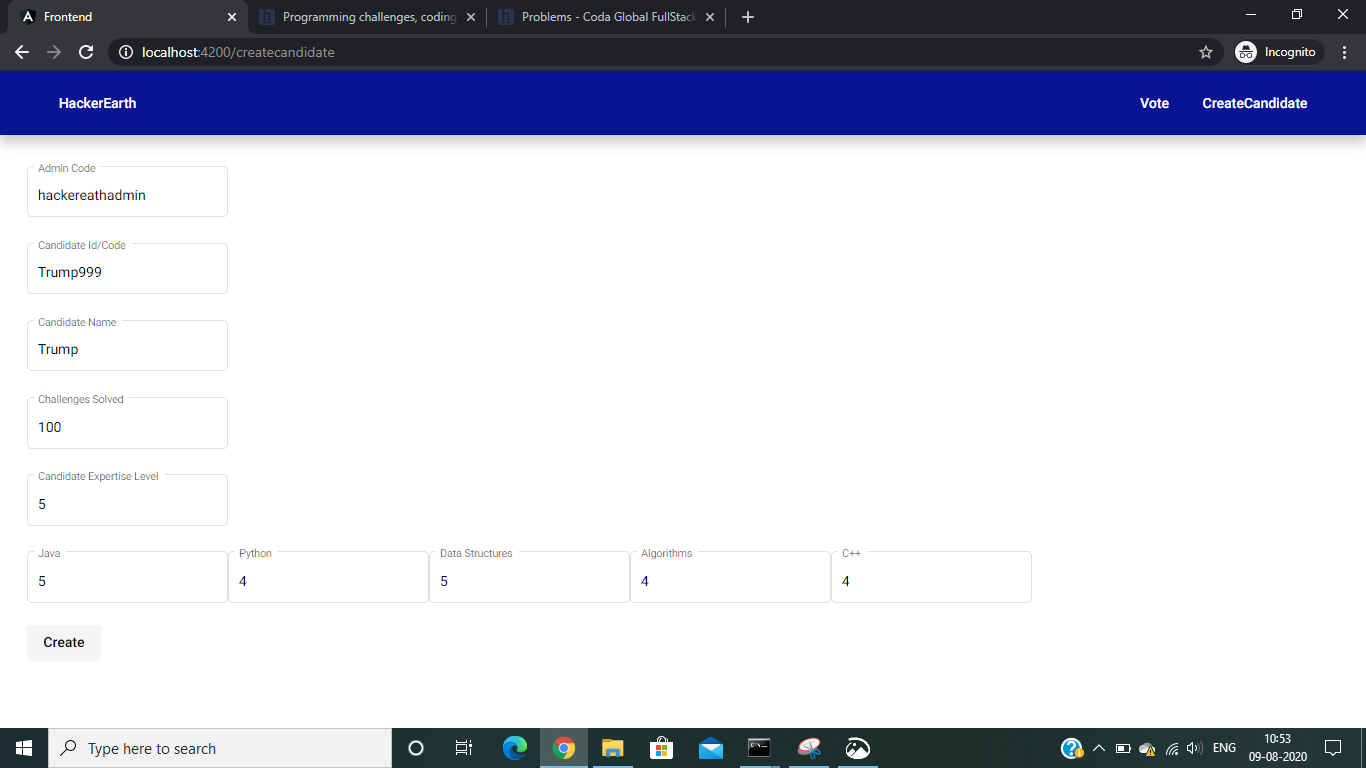 Frontend
Programming challenges, coding
Problems - Coda Global FullStack
localhost:4200/createcandidate
Incognito
HackerEarth
Vote
CreateCandidate
Admin Code
hackereathadmin
Candidate Id/Code
Trump999
Candidate Name
Trump
Challenges Solved
100
Candidate Expertise Level
5
Java
Python
Data Structures
Algorithms
C++
5
4
5
4
4
Create
Type here to search
ENG
10:53
09-08-2020